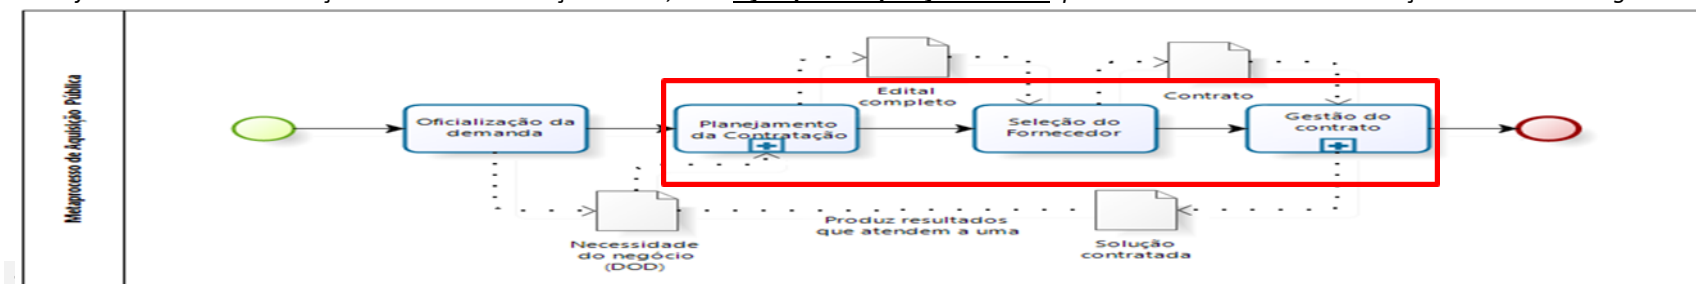 Metaprocesso de Aquisição Pública
Edital
completo
Contrato
Oficialização da
demanda
Planejamento
da Contratação
Seleção do
Fornecedor
Gestão do
contrato
Produz resultados
que atendem a uma
Necessidade
do negócio
(DOD)
Solução
contratada